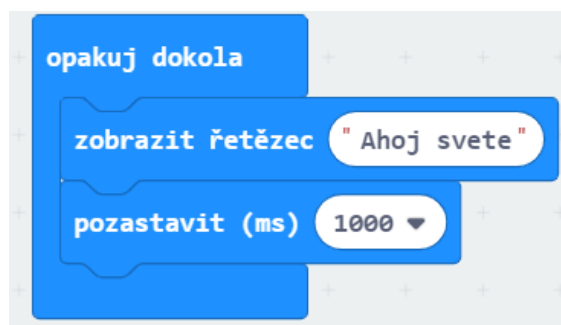 opakuj dokola
zobrazit řetězec "Ahoj svete"
pozastavit (ms) 1000